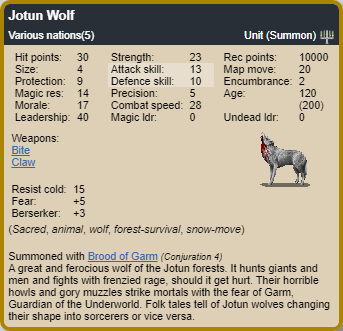 Jotun Wolf
Various nations(5) Unit (Summon)
Hit points: 30 Strength: 23 Rec points: 10000
Size: 4 Attack skill: 13 Map move: 20
Protection: 9 Defence skill: 10 Encumbrance: 2
Magic res: 14 Precision: 5 Age: 120
Morale: 17 Combat speed: 28 (200)
Leadership: 40 Magic ldr: 0 Undead ldr: 0
Weapons:
Bite
Claw
Resist cold: 15
Fear: +5
Berserker: +3
(Sacred, animal, wolf, forest-survival, snow-move)
Summoned with Brood of Garm (Conjuration 4)
A great and ferocious wolf of the Jotun forests. It hunts giants and
men and fights with frenzied rage, should it get hurt. Their horrible
howls and gory muzzles strike mortals with the fear of Garm,
Guardian of the Underworld. Folk tales tell of Jotun wolves changing
their shape into sorcerers or vice versa.